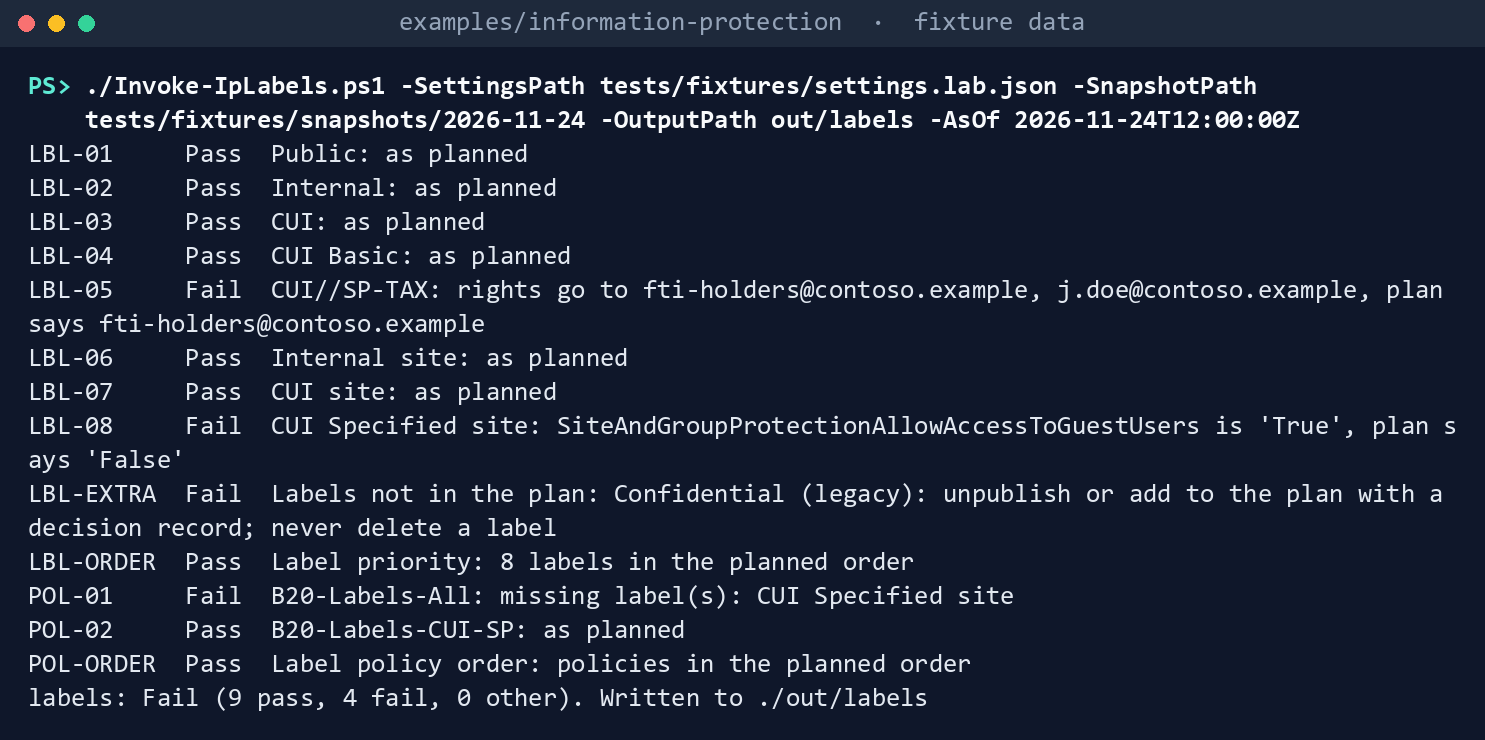 examples/information-protection · fixture data
PS> ./Invoke-IpLabels.ps1 -SettingsPath tests/fixtures/settings.lab.json -SnapshotPath
tests/fixtures/snapshots/2026-11-24 -OutputPath out/labels -AsOf 2026-11-24T12:00:00Z
LBL-01     Pass  Public: as planned
LBL-02     Pass  Internal: as planned
LBL-03     Pass  CUI: as planned
LBL-04     Pass  CUI Basic: as planned
LBL-05     Fail  CUI//SP-TAX: rights go to fti-holders@contoso.example, j.doe@contoso.example, plan
says fti-holders@contoso.example
LBL-06     Pass  Internal site: as planned
LBL-07     Pass  CUI site: as planned
LBL-08     Fail  CUI Specified site: SiteAndGroupProtectionAllowAccessToGuestUsers is 'True', plan s
ays 'False'
LBL-EXTRA  Fail  Labels not in the plan: Confidential (legacy): unpublish or add to the plan with a
decision record; never delete a label
LBL-ORDER  Pass  Label priority: 8 labels in the planned order
POL-01     Fail  B20-Labels-All: missing label(s): CUI Specified site
POL-02     Pass  B20-Labels-CUI-SP: as planned
POL-ORDER  Pass  Label policy order: policies in the planned order
labels: Fail (9 pass, 4 fail, 0 other). Written to ./out/labels